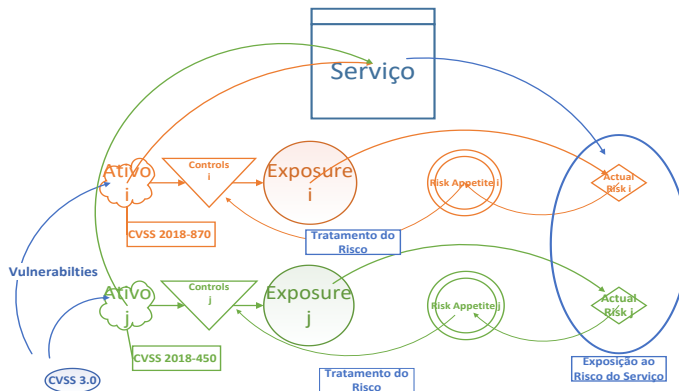 Serviço
Ativo
i
Controls
i
Exposure
i
Risk Appetite i
Actual
Risk i
CVSS 2018-870
Tratamento do
Risco
Vulnerabilties
Ativo
j
Controls
j
Exposure
j
Risk Appetite j
Actual
Risk j
CVSS 2018-450
CVSS 3.0
Tratamento do
Risco
Exposição ao
Risco do Serviço